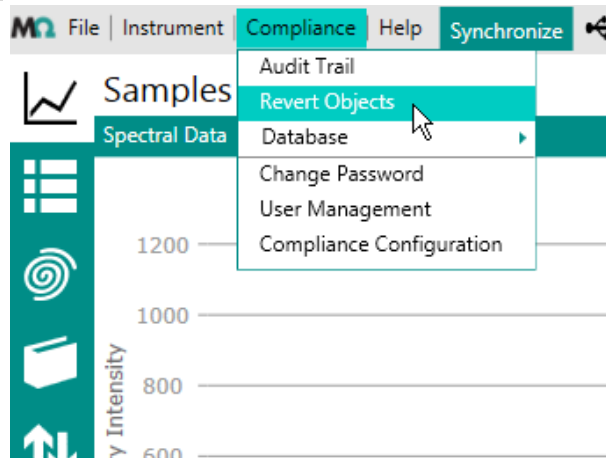 MΩ File | Instrument | Compliance | Help Synchronize
Audit Trail
Revert Objects
Database
Change Password
User Management
Compliance Configuration
Samples
Spectral Data
1200
1000
800
600
Intensity